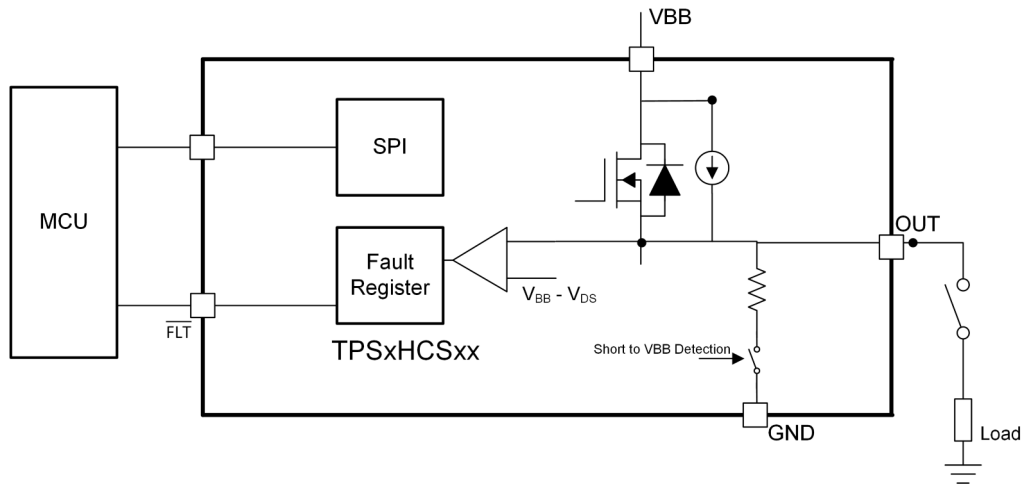 VBB
SPI
MCU
OUT
Fault
Register
V_BB - V_DS
FLT
TPSxHCSxx
Short to VBB Detection
GND
Load